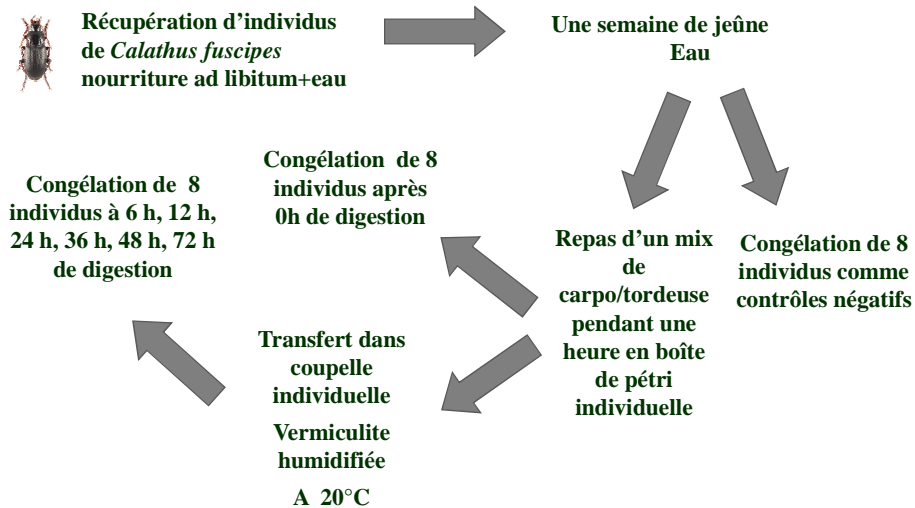 Récupération d’individus
de Calathus fuscipes
nourriture ad libitum+eau
Une semaine de jeûne
Eau
Repas d’un mix
de
carpo/tordeuse
pendant une
heure en boîte
de pétri
individuelle
Congélation de 8
individus comme
contrôles négatifs
Congélation de 8
individus après
0h de digestion
Transfert dans
coupelle
individuelle
Vermiculite
humidifiée
A 20°C
Congélation de 8
individus à 6 h, 12 h,
24 h, 36 h, 48 h, 72 h
de digestion